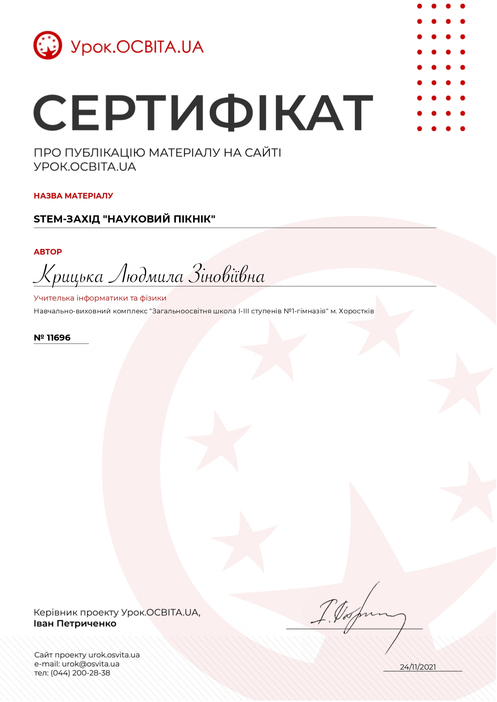 Урок.ОСВІТА.UA
СЕРТИФІКАТ
ПРО ПУБЛІКАЦІЮ МАТЕРІАЛУ НА САЙТІ
УРОК.ОСВІТА.UA
НАЗВА МАТЕРІАЛУ
STEM-ЗАХІД "НАУКОВИЙ ПІКНІК"
АВТОР
Крицька Людмила Зіновіївна
Учителька інформатики та фізики
Навчально-виховний комплекс "Загальноосвітня школа І-ІІІ ступенів №1-гімназія" м. Хоростків
№ 11696
Керівник проекту Урок.ОСВІТА.UA,
Іван Петриченко
Сайт проекту urok.osvita.ua
e-mail: urok@osvita.ua
тел: (044) 200-28-38
24/11/2021